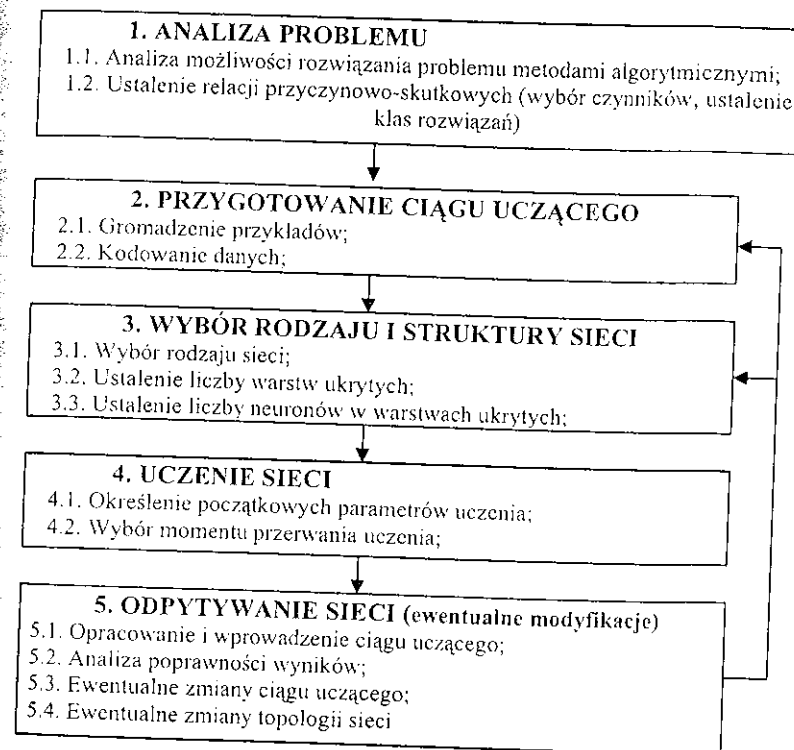 1. ANALIZA PROBLEMU
1.1. Analiza możliwości rozwiązania problemu metodami algorytmicznymi;
1.2. Ustalenie relacji przyczynowo-skutkowych (wybór czynników, ustalenie
klas rozwiązań)
2. PRZYGOTOWANIE CIĄGU UCZĄCEGO
2.1. Gromadzenie przykładów;
2.2. Kodowanie danych;
3. WYBÓR RODZAJU I STRUKTURY SIECI
3.1. Wybór rodzaju sieci;
3.2. Ustalenie liczby warstw ukrytych;
3.3. Ustalenie liczby neuronów w warstwach ukrytych;
4. UCZENIE SIECI
4.1. Określenie początkowych parametrów uczenia;
4.2. Wybór momentu przerwania uczenia;
5. ODPYTYWANIE SIECI (ewentualne modyfikacje)
5.1. Opracowanie i wprowadzenie ciągu uczącego;
5.2. Analiza poprawności wyników;
5.3. Ewentualne zmiany ciągu uczącego;
5.4. Ewentualne zmiany topologii sieci